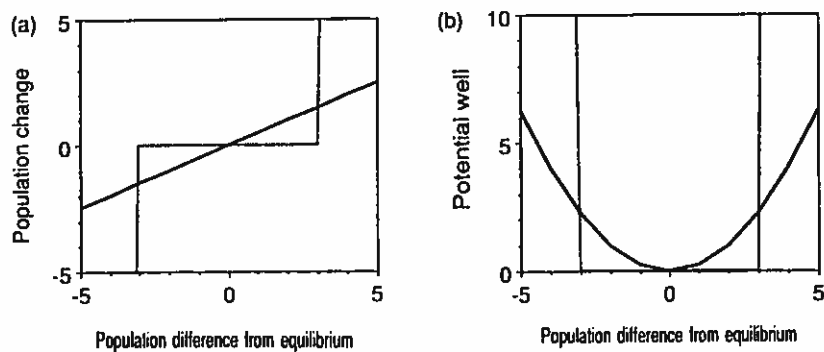 (a)
5
0
-5
Population change
-5 0 5
Population difference from equilibrium
(b)
10
5
0
Potential well
-5 0 5
Population difference from equilibrium